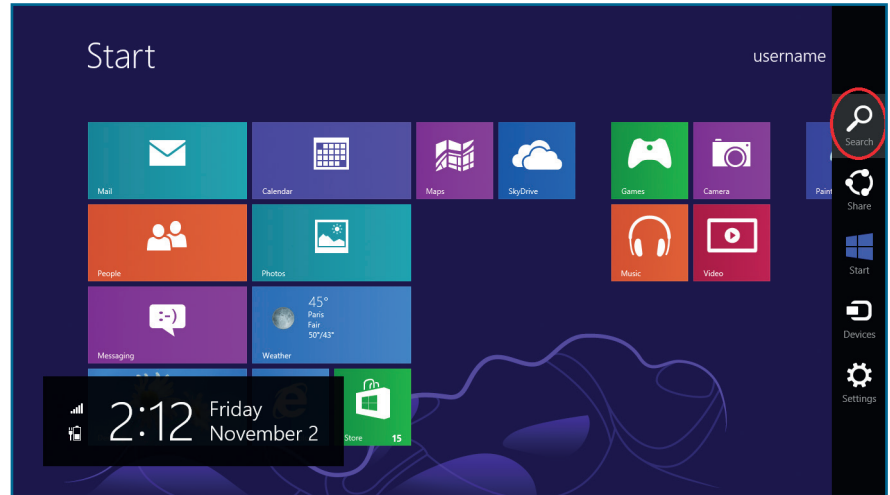 Start
username
Mail
Calendar
Maps
SkyDrive
Games
Camera
Paint
People
Photos
Music
Video
Messaging
45°
Paris
Fair
50°/43°
Weather
:-)
Store 15
2:12 Friday
November 2
Search
Share
Start
Devices
Settings